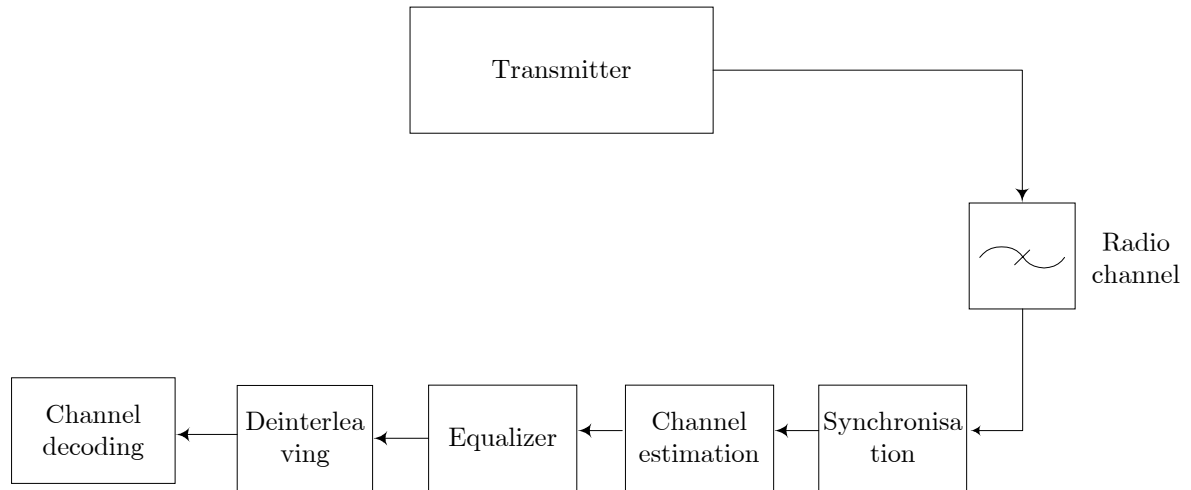 Transmitter
Radio
channel
Channel
decoding
Deinterlea
ving
Equalizer
Channel
estimation
Synchronisa
tion